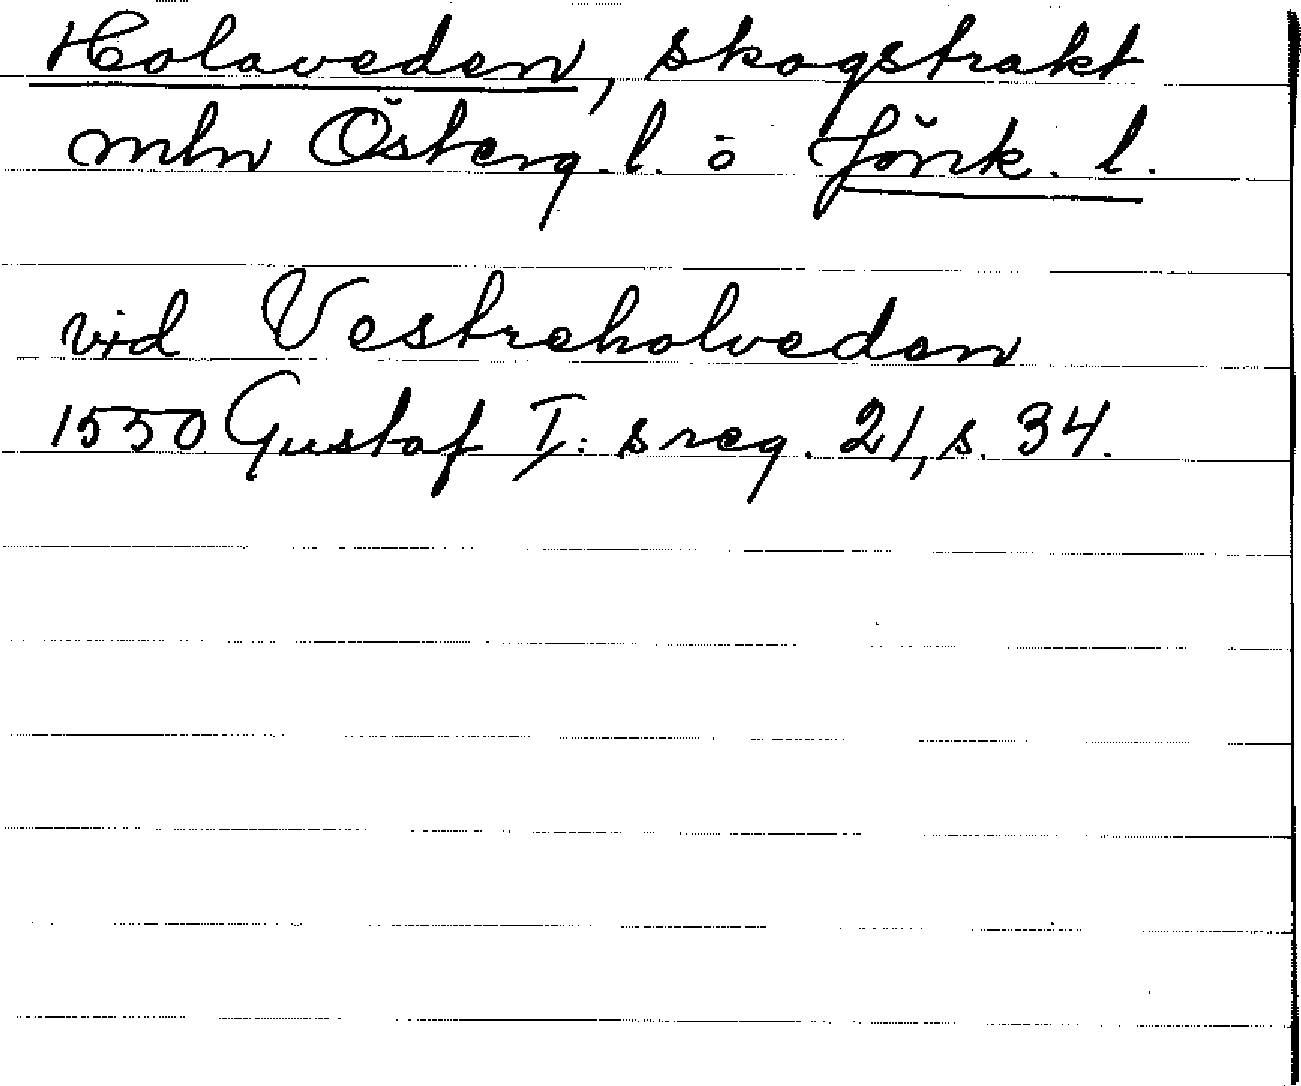 Holaveden, skogstrakt
mln Österg. l. o Jönk. l.
vid Vestreholveden
1550 Gustaf I: s reg. 21, s. 34.